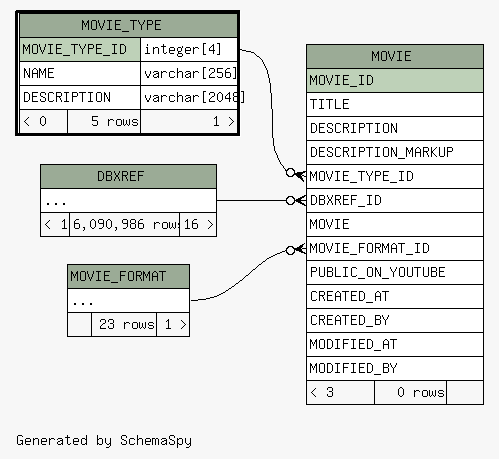 MOVIE_TYPE
MOVIE_TYPE_ID integer[4]
NAME varchar[256]
DESCRIPTION varchar[2048]
< 0 5 rows 1 >
DBXREF
...
< 1 6,090,986 rows 16 >
MOVIE_FORMAT
...
23 rows 1 >
MOVIE
MOVIE_ID
TITLE
DESCRIPTION
DESCRIPTION_MARKUP
MOVIE_TYPE_ID
DBXREF_ID
MOVIE
MOVIE_FORMAT_ID
PUBLIC_ON_YOUTUBE
CREATED_AT
CREATED_BY
MODIFIED_AT
MODIFIED_BY
< 3 0 rows
Generated by SchemaSpy